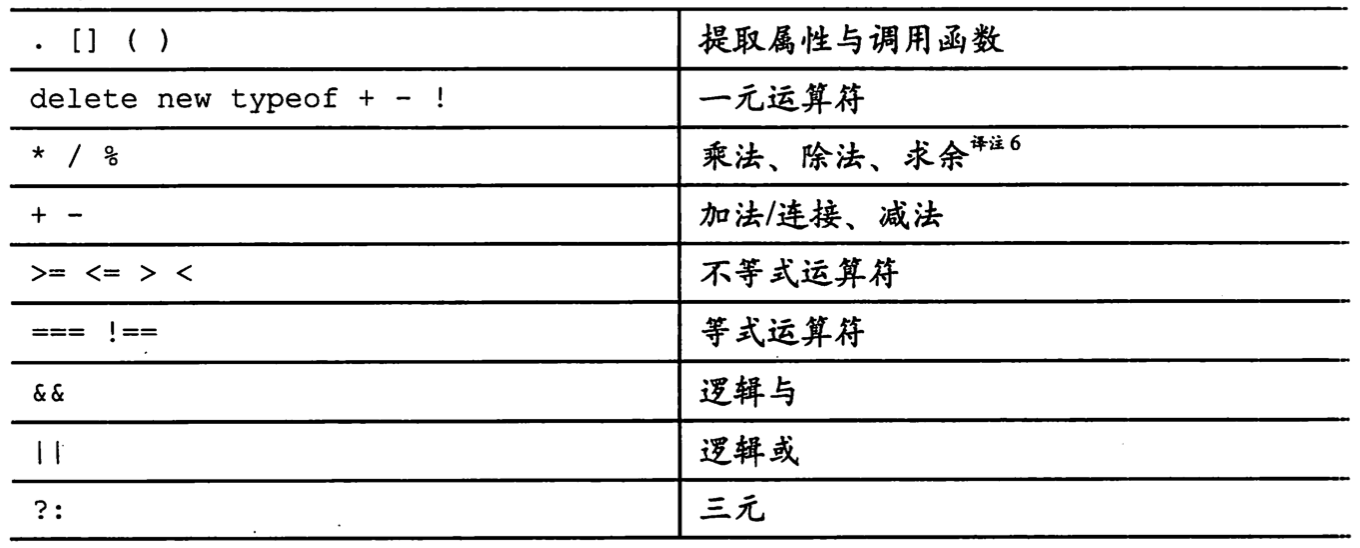 . [] ( ) 提取属性与调用函数
delete new typeof + - ! 一元运算符
* / % 乘法、除法、求余译注6
+ - 加法/连接、减法
>= <= > < 不等式运算符
=== !== 等式运算符
&& 逻辑与
|| 逻辑或
?: 三元